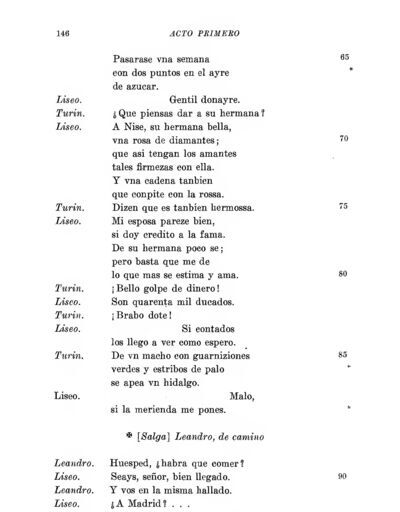 146 ACTO PRIMERO
Pasarase vna semana 65
con dos puntos en el ayre *
de azucar.
Liseo. Gentil donayre.
Turin. ¿Que piensas dar a su hermana?
Liseo. A Nise, su hermana bella,
vna rosa de diamantes; 70
que asi tengan los amantes
tales firmezas con ella.
Y vna cadena tanbien
que conpite con la rossa.
Turin. Dizen que es tanbien hermossa. 75
Liseo. Mi esposa pareze bien,
si doy credito a la fama.
De su hermana poco se;
pero basta que me de
lo que mas se estima y ama. 80
Turin. ¡Bello golpe de dinero!
Liseo. Son quarenta mil ducados.
Turin. ¡Brabo dote!
Liseo. Si contados
los llego a ver como espero.
Turin. De vn macho con guarniziones 85
verdes y estribos de palo *
se apea vn hidalgo.
Liseo. Malo,
si la merienda me pones. *
✠ [Salga] Leandro, de camino
Leandro. Huesped, ¿habra que comer?
Liseo. Seays, señor, bien llegado. 90
Leandro. Y vos en la misma hallado.
Liseo. ¿A Madrid? . . .